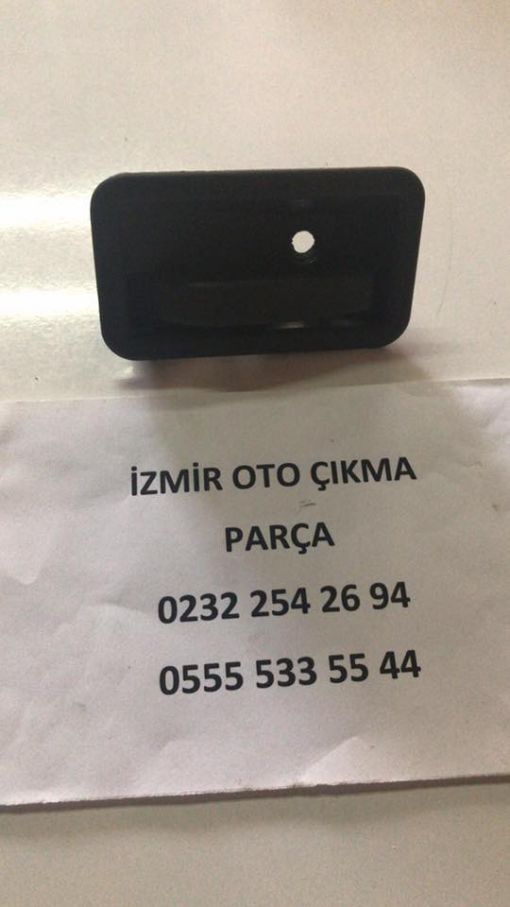 İZMİR OTO ÇIKMA
PARÇA
0232 254 26 94
0555 533 55 44